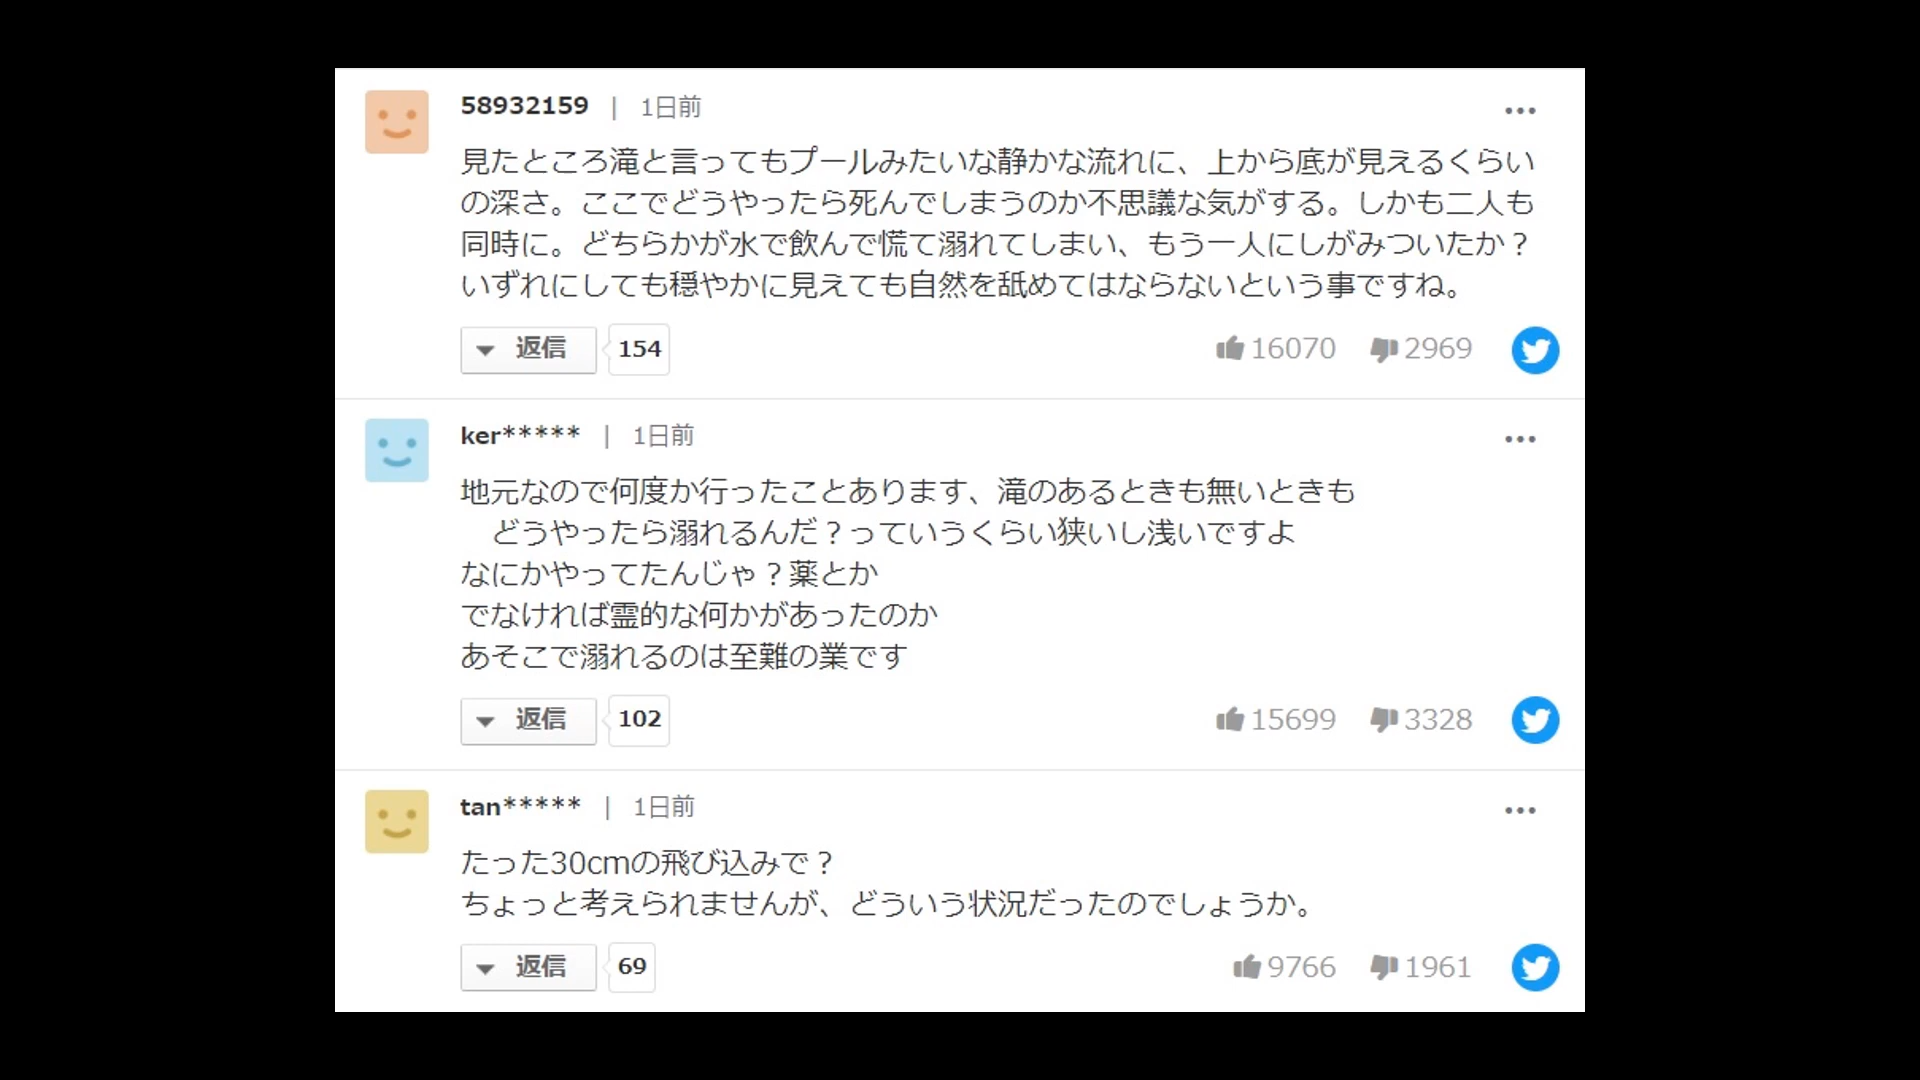 58932159 | 1日前
見たところ滝と言ってもプールみたいな静かな流れに、上から底が見えるくらい
の深さ。ここでどうやったら死んでしまうのか不思議な気がする。しかも二人も
同時に。どちらかが水で飲んで慌て溺れてしまい、もう一人にしがみついたか？
いずれにしても穏やかに見えても自然を舐めてはならないという事ですね。
返信 154 16070 2969
ker***** | 1日前
地元なので何度か行ったことあります、滝のあるときも無いときも
どうやったら溺れるんだ？っていうくらい狭いし浅いですよ
なにかやってたんじゃ？薬とか
でなければ霊的な何かがあったのか
あそこで溺れるのは至難の業です
返信 102 15699 3328
tan***** | 1日前
たった30cmの飛び込みで？
ちょっと考えられませんが、どういう状況だったのでしょうか。
返信 69 9766 1961